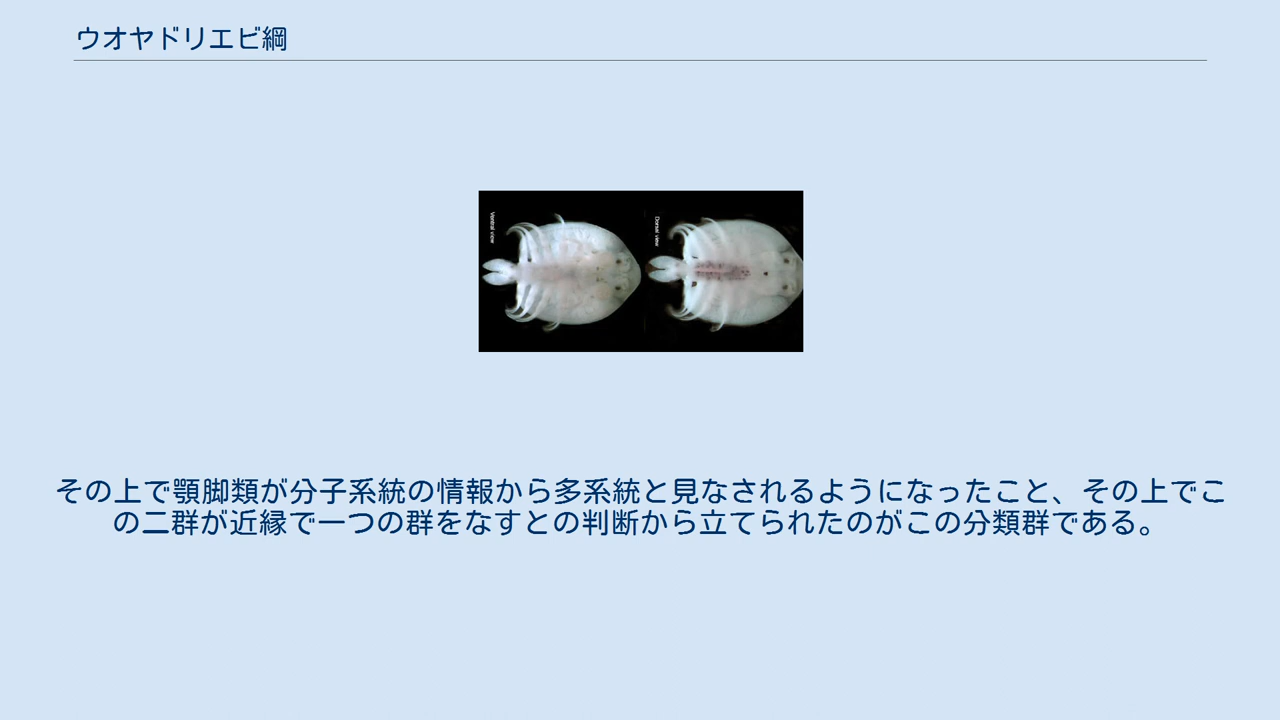 ウオヤドリエビ綱
Ventral view
Dorsal view
その上で顎脚類が分子系統の情報から多系統と見なされるようになったこと、その上でこ
の二群が近縁で一つの群をなすとの判断から立てられたのがこの分類群である。